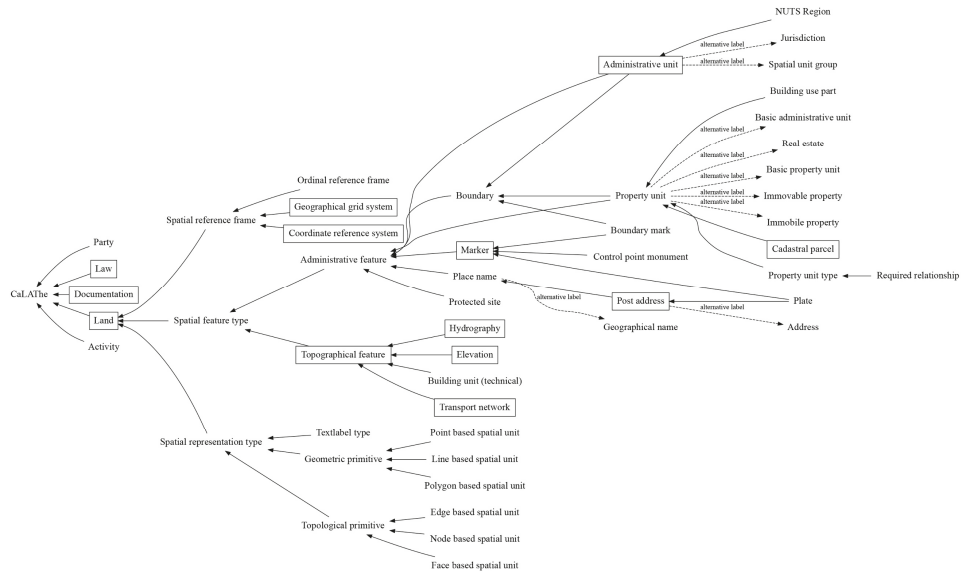 NUTS Region
alternative label
Jurisdiction
Administrative unit
alternative label
Spatial unit group
Building use part
Basic administrative unit
alternative label
Real estate
Ordinal reference frame
alternative label
Basic property unit
Boundary
Property unit
alternative label
Immovable property
Geographical grid system
alternative label
Immobile property
Spatial reference frame
Coordinate reference system
Boundary mark
Party
Marker
Cadastral parcel
Administrative feature
Control point monument
Law
Place name
Property unit type
Required relationship
CaLAThe
Documentation
alternative label
Post address
Plate
Protected site
alternative label
Land
Spatial feature type
Geographical name
Address
Hydrography
Activity
Topographical feature
Elevation
Building unit (technical)
Transport network
Textlabel type
Point based spatial unit
Spatial representation type
Geometric primitive
Line based spatial unit
Polygon based spatial unit
Edge based spatial unit
Topological primitive
Node based spatial unit
Face based spatial unit